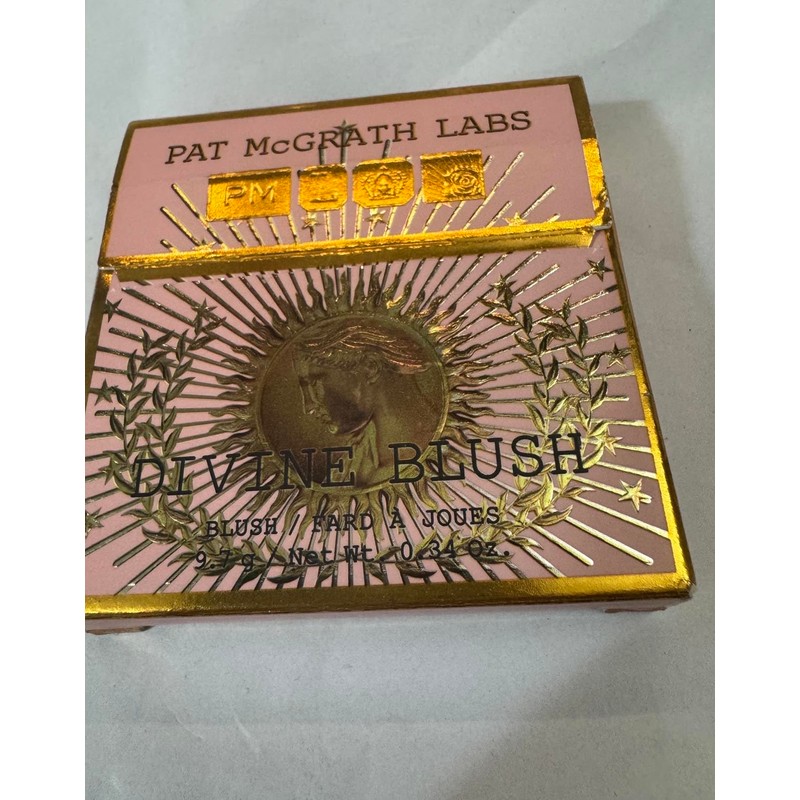 PAT McGRATH LABS
PM
DIVINE BLUSH
BLUSH / FARD À JOUES
9.7 g / Net Wt. 0.34 Oz.